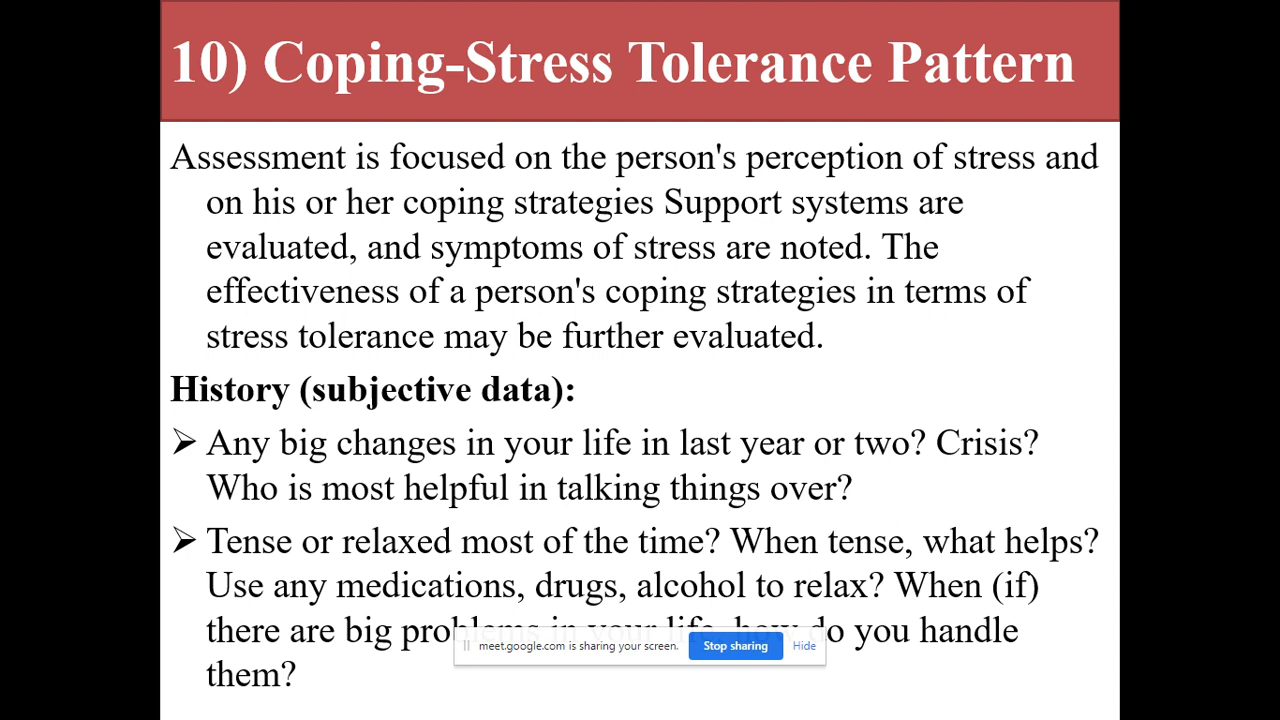 10) Coping-Stress Tolerance Pattern
Assessment is focused on the person's perception of stress and
on his or her coping strategies Support systems are
evaluated, and symptoms of stress are noted. The
effectiveness of a person's coping strategies in terms of
stress tolerance may be further evaluated.
History (subjective data):
➢ Any big changes in your life in last year or two? Crisis?
Who is most helpful in talking things over?
➢ Tense or relaxed most of the time? When tense, what helps?
Use any medications, drugs, alcohol to relax? When (if)
there are big problems in your life, how do you handle
them?
meet.google.com is sharing your screen. Stop sharing Hide